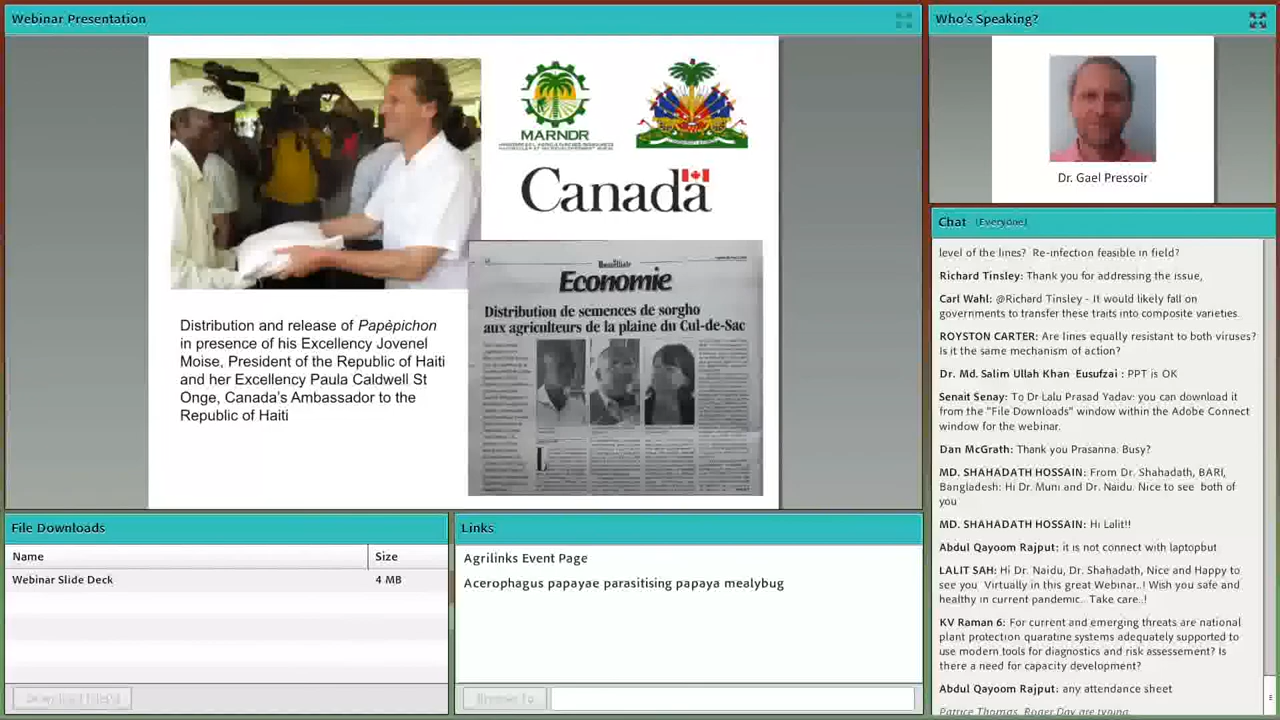 Webinar Presentation
MARNDR
Canada
Economie
Distribution de semences de sorgho
aux agriculteurs de la plaine du Cul-de-Sac
Distribution and release of Papèpichon
in presence of his Excellency Jovenel
Moise, President of the Republic of Haiti
and her Excellency Paula Caldwell St
Onge, Canada's Ambassador to the
Republic of Haiti
Who's Speaking?
Dr. Gael Pressoir
Chat (Everyone)
level of the lines? Re-infection feasible in field?
Richard Tinsley: Thank you for addressing the issue,
Carl Wahl: @Richard Tinsley - It would likely fall on
governments to transfer these traits into composite varieties.
ROYSTON CARTER: Are lines equally resistant to both viruses?
Is it the same mechanism of action?
Dr. Md. Salim Ullah Khan Eusufzai : PPT is OK
Senait Senay: To Dr Lalu Prasad Yadav: you can download it
from the "File Downloads" window within the Adobe Connect
window for the webinar.
Dan McGrath: Thank you Prasanna. Busy?
MD. SHAHADATH HOSSAIN: From Dr. Shahadath, BARI,
Bangladesh: Hi Dr. Muni and Dr. Naidu. Nice to see both of
you
MD. SHAHADATH HOSSAIN: Hi Lalit!!
Abdul Qayoom Rajput: it is not connect with laptopbut
LALIT SAH: Hi Dr. Naidu, Dr. Shahadath, Nice and Happy to
see you Virtually in this great Webinar..! Wish you safe and
healthy in current pandemic. Take care..!
KV Raman 6: For current and emerging threats are national
plant protection quaratine systems adequately supported to
use modern tools for diagnostics and risk assessment? Is
there a need for capacity development?
Abdul Qayoom Rajput: any attendance sheet
Patrice Thomas, Roger Day are typing
File Downloads
Name Size
Webinar Slide Deck 4 MB
Links
Agrilinks Event Page
Acerophagus papayae parasitising papaya mealybug
Browse To